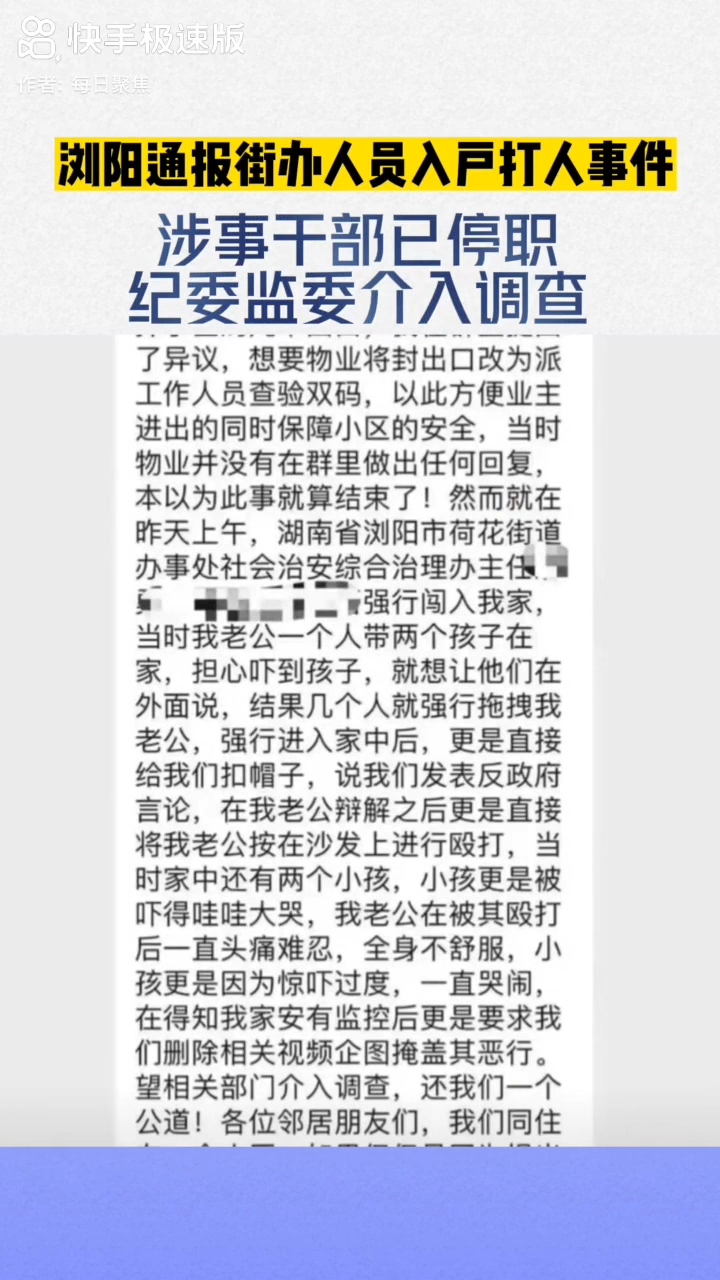 快手极速版
作者：每日聚焦
浏阳通报街办人员入户打人事件
涉事干部已停职
纪委监委介入调查
了异议，想要物业将封出口改为派
工作人员查验双码，以此方便业主
进出的同时保障小区的安全，当时
物业并没有在群里做出任何回复，
本以为此事就算结束了！然而就在
昨天上午，湖南省浏阳市荷花街道
办事处社会治安综合治理办主任
强行闯入我家，
当时我老公一个人带两个孩子在
家，担心吓到孩子，就想让他们在
外面说，结果几个人就强行拖拽我
老公，强行进入家中后，更是直接
给我们扣帽子，说我们发表反政府
言论，在我老公辩解之后更是直接
将我老公按在沙发上进行殴打，当
时家中还有两个小孩，小孩更是被
吓得哇哇大哭，我老公在被其殴打
后一直头痛难忍，全身不舒服，小
孩更是因为惊吓过度，一直哭闹，
在得知我家安有监控后更是要求我
们删除相关视频企图掩盖其恶行。
望相关部门介入调查，还我们一个
公道！各位邻居朋友们，我们同住